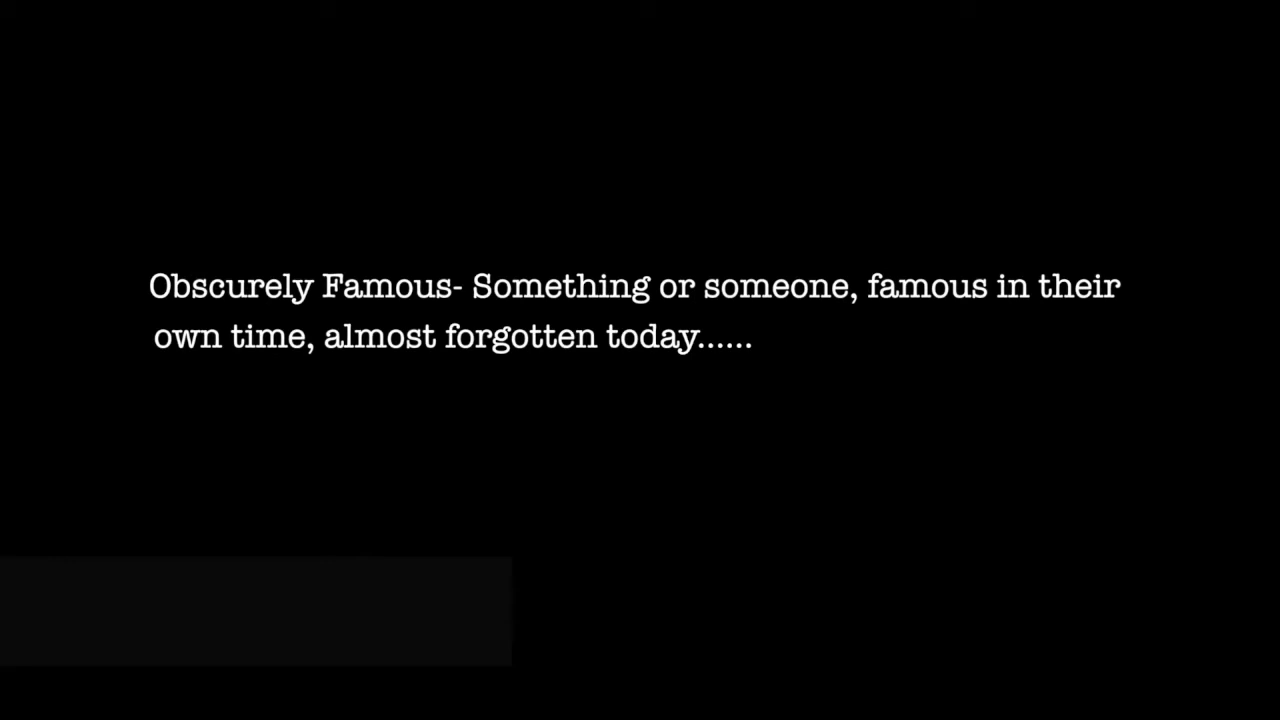 Obscurely Famous- Something or someone, famous in their
own time, almost forgotten today......